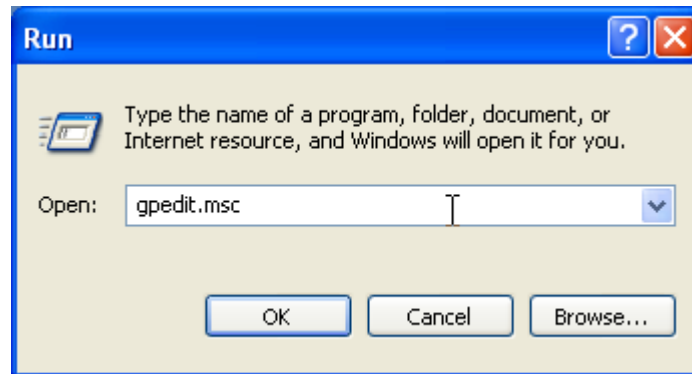 Run
Type the name of a program, folder, document, or
Internet resource, and Windows will open it for you.
Open: gpedit.msc
OK Cancel Browse...